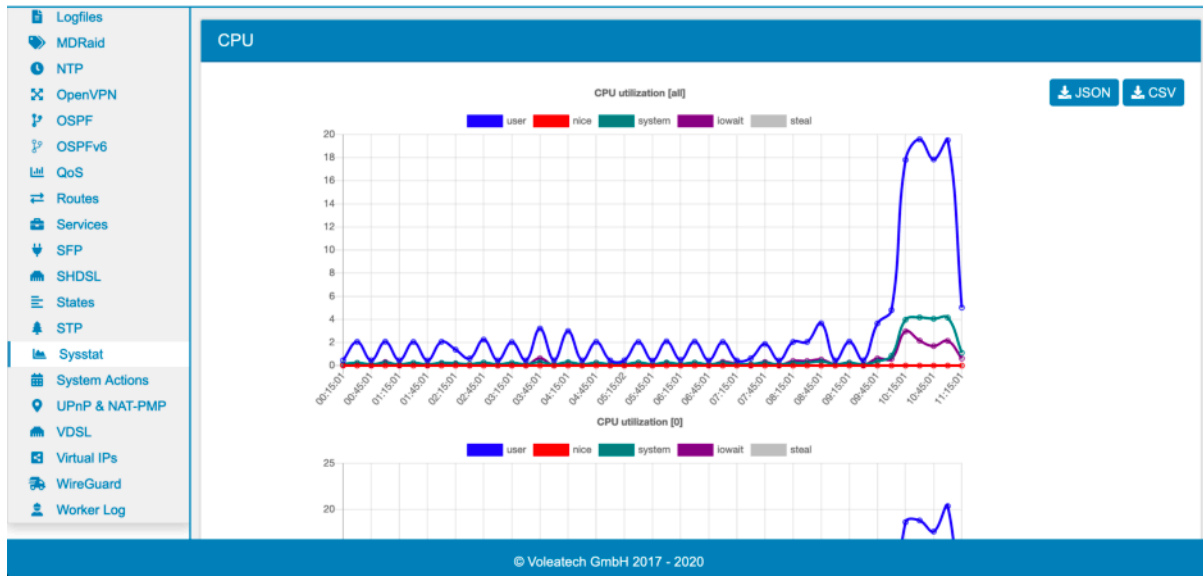 Logfiles
MDRaid
NTP
OpenVPN
OSPF
OSPFv6
QoS
Routes
Services
SFP
SHDSL
States
STP
Sysstat
System Actions
UPnP & NAT-PMP
VDSL
Virtual IPs
WireGuard
Worker Log
CPU
JSON CSV
CPU utilization [all]
user nice system iowait steal
20
18
16
14
12
10
8
6
4
2
0
00:15:01 00:45:01 01:15:01 01:45:01 02:15:01 02:45:01 03:15:01 03:45:01 04:15:01 04:45:01 05:15:02 05:45:01 06:15:01 06:45:01 07:15:01 07:45:01 08:15:01 08:45:01 09:15:01 09:45:01 10:15:01 10:45:01 11:15:01
CPU utilization [0]
user nice system iowait steal
25
20
© Voleatech GmbH 2017 - 2020